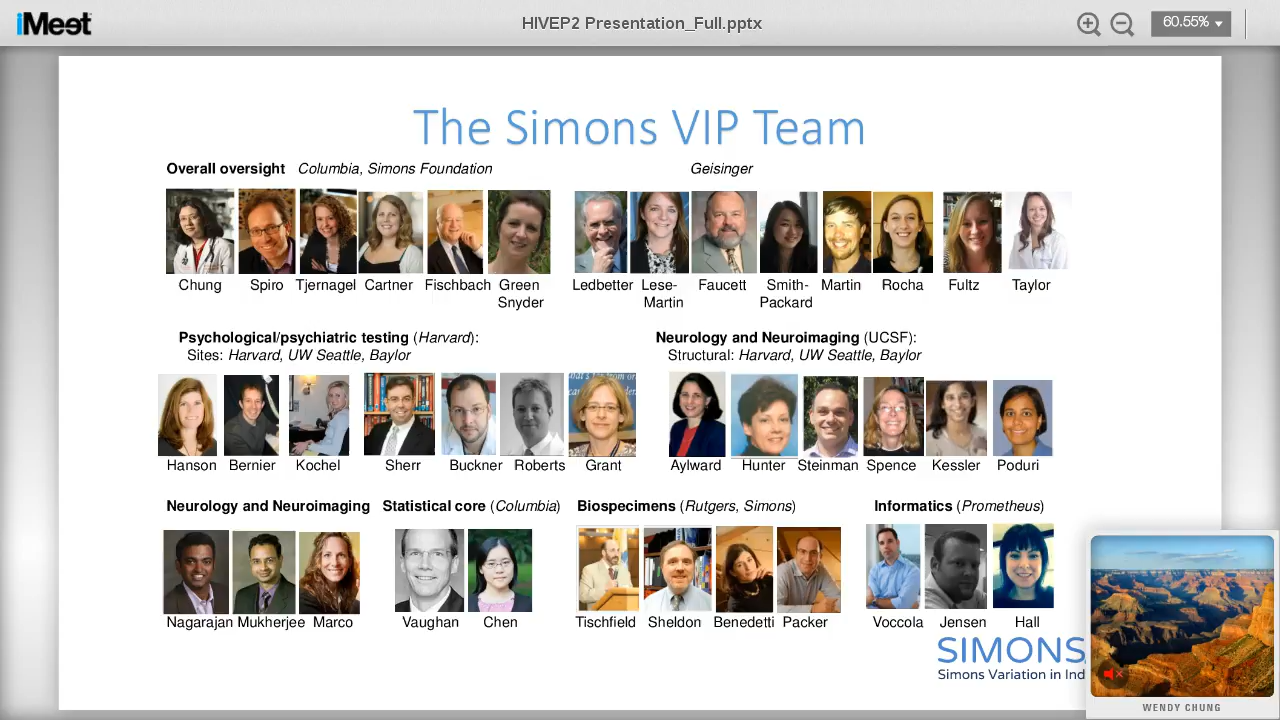 iMeet
HIVEP2 Presentation_Full.pptx
60.55%
The Simons VIP Team
Overall oversight Columbia, Simons Foundation
Geisinger
Chung Spiro Tjernagel Cartner Fischbach Green Snyder
Ledbetter Lese-Martin Faucett Smith-Packard Martin Rocha Fultz Taylor
Psychological/psychiatric testing (Harvard):
Sites: Harvard, UW Seattle, Baylor
Neurology and Neuroimaging (UCSF):
Structural: Harvard, UW Seattle, Baylor
Hanson Bernier Kochel Sherr Buckner Roberts Grant
Aylward Hunter Steinman Spence Kessler Poduri
Neurology and Neuroimaging
Statistical core (Columbia)
Biospecimens (Rutgers, Simons)
Informatics (Prometheus)
Nagarajan Mukherjee Marco
Vaughan Chen
Tischfield Sheldon Benedetti Packer
Voccola Jensen Hall
SIMONS
Simons Variation in Ind
WENDY CHUNG